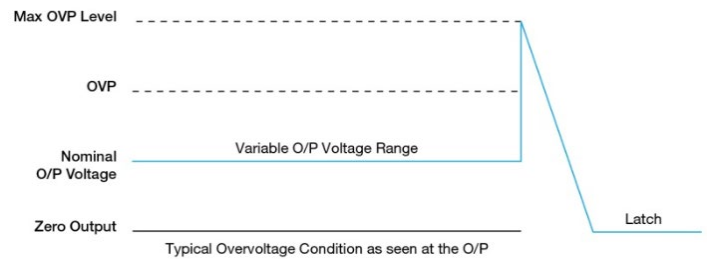 Max OVP Level
OVP
Variable O/P Voltage Range
Nominal
O/P Voltage
Zero Output
Latch
Typical Overvoltage Condition as seen at the O/P